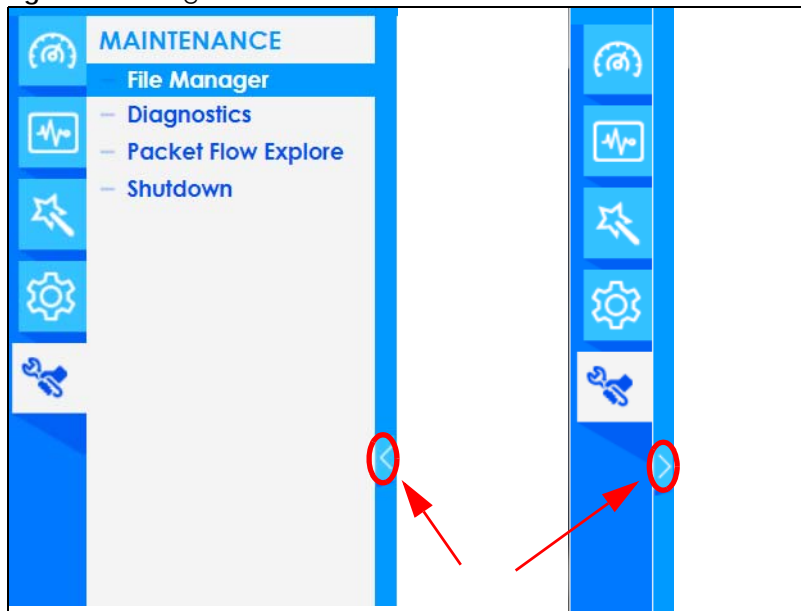 MAINTENANCE
File Manager
Diagnostics
Packet Flow Explore
Shutdown